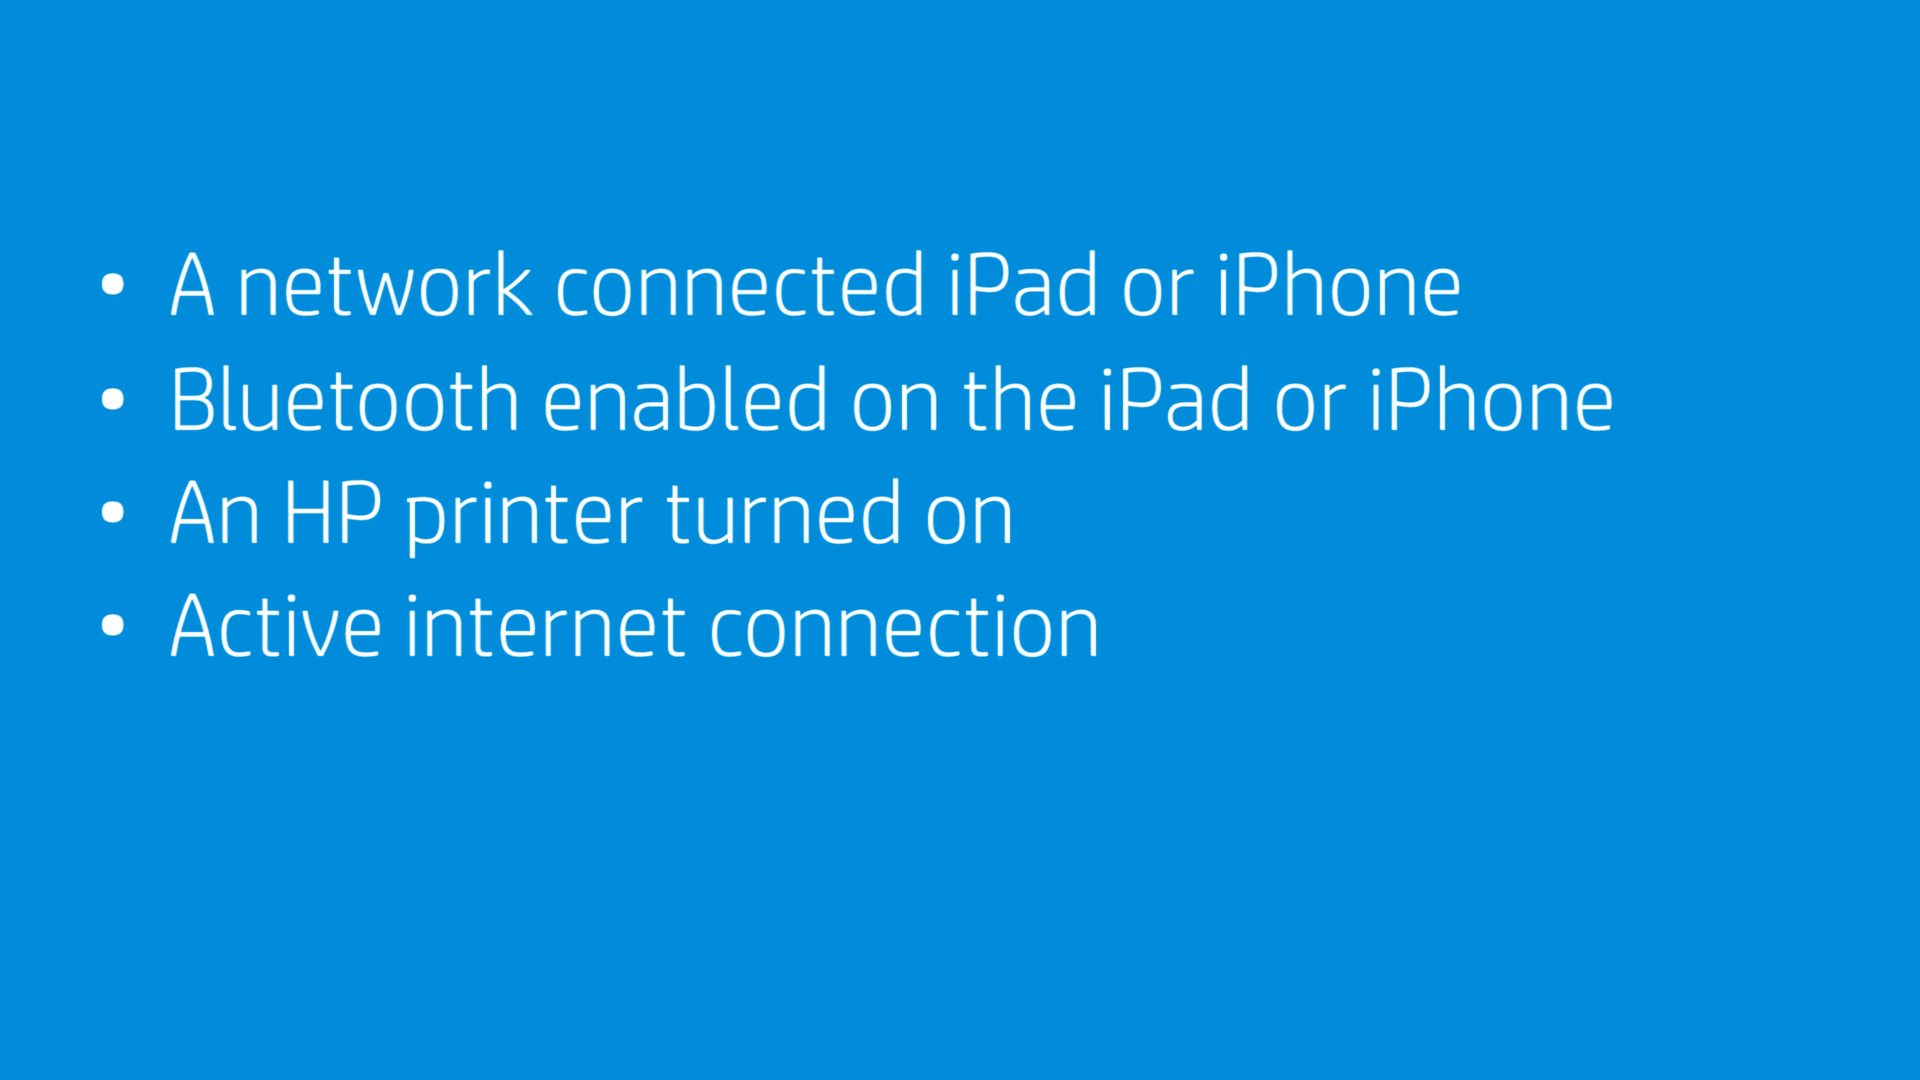 • A network connected iPad or iPhone
• Bluetooth enabled on the iPad or iPhone
• An HP printer turned on
• Active internet connection